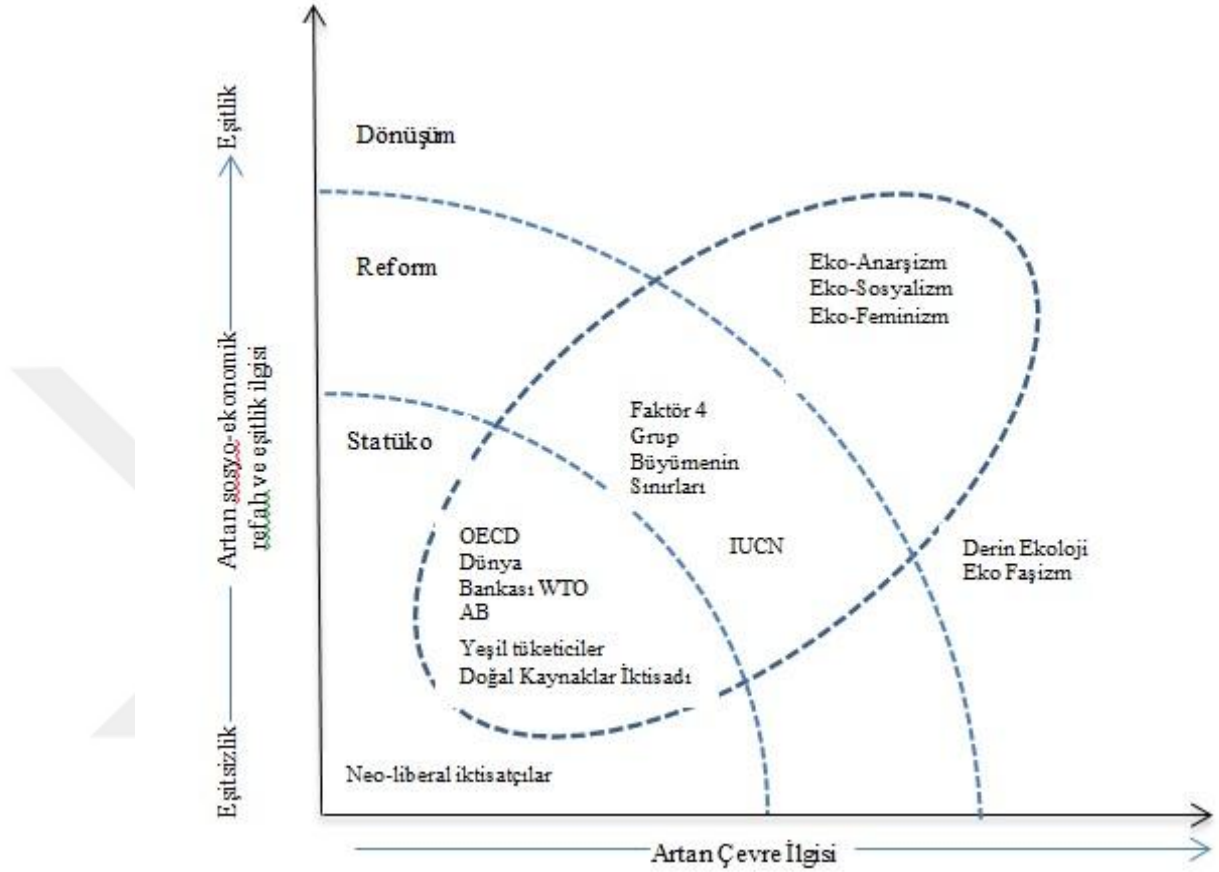 Eşitlik
Artan sosyo-ekonomik
refah ve eşitlik ilgisi
Eşitsizlik
Dönüşüm
Reform
Statüko
Eko-Anarşizm
Eko-Sosyalizm
Eko-Feminizm
Faktör 4
Grup
Büyümenin
Sınırları
IUCN
Derin Ekoloji
Eko Faşizm
OECD
Dünya
Bankası WTO
AB
Yeşil tüketiciler
Doğal Kaynaklar İktisadı
Neo-liberal iktisatçılar
Artan Çevre İlgisi